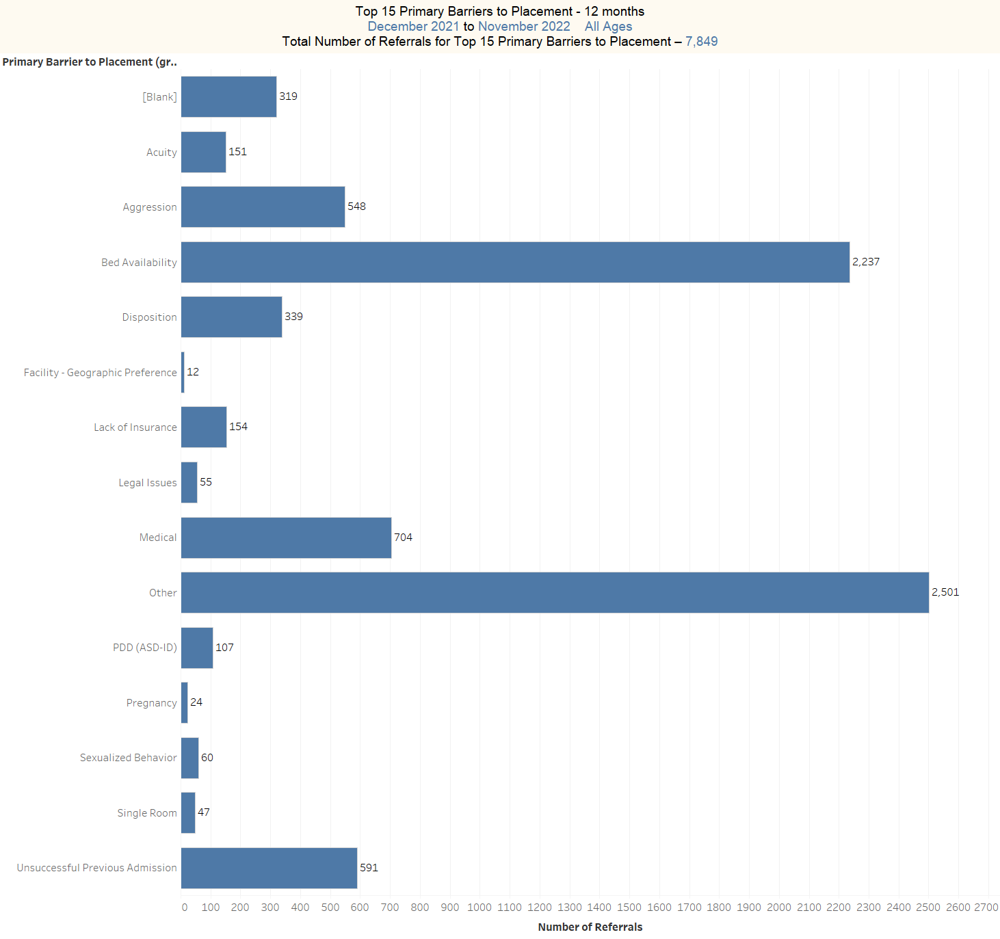 Top 15 Primary Barriers to Placement - 12 months
December 2021 to November 2022 All Ages
Total Number of Referrals for Top 15 Primary Barriers to Placement – 7,849
Primary Barrier to Placement (gr..
[Blank] 319
Acuity 151
Aggression 548
Bed Availability 2,237
Disposition 339
Facility - Geographic Preference 12
Lack of Insurance 154
Legal Issues 55
Medical 704
Other 2,501
PDD (ASD-ID) 107
Pregnancy 24
Sexualized Behavior 60
Single Room 47
Unsuccessful Previous Admission 591
0 100 200 300 400 500 600 700 800 900 1000 1100 1200 1300 1400 1500 1600 1700 1800 1900 2000 2100 2200 2300 2400 2500 2600 2700
Number of Referrals